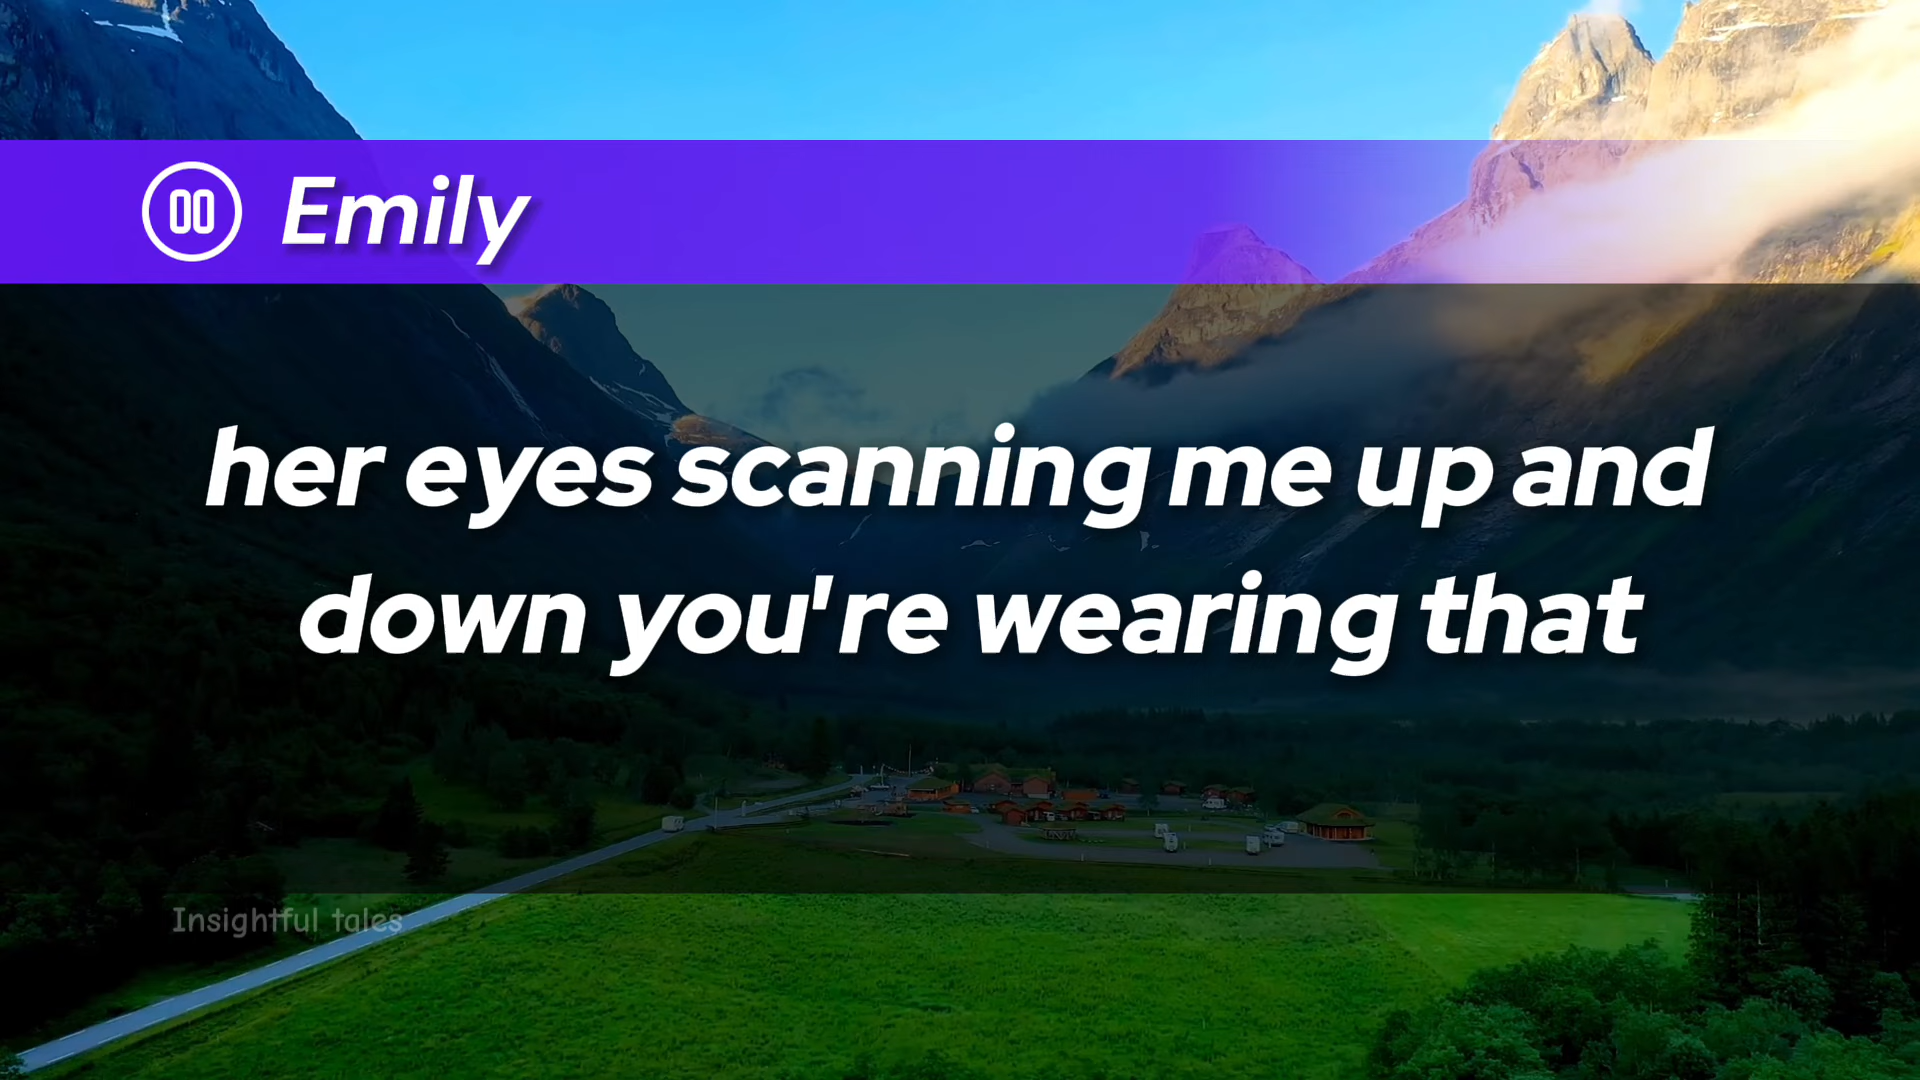 Emily
her eyes scanning me up and
down you're wearing that
Insightful tales